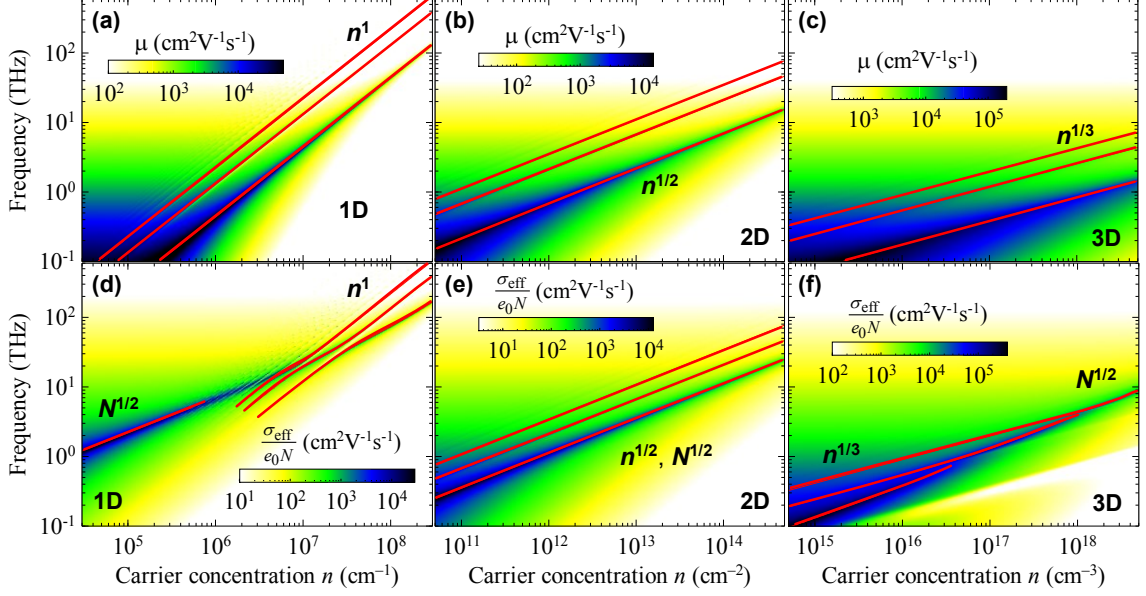 (a) n¹ (b) (c)
μ (cm²V⁻¹s⁻¹) μ (cm²V⁻¹s⁻¹) μ (cm²V⁻¹s⁻¹)
10² 10³ 10⁴ 10² 10³ 10⁴ 10³ 10⁴ 10⁵
n^1/2 n^1/3
1D 2D 3D
Frequency (THz)
10² 10¹ 10⁰ 10⁻¹
(d) n¹ (e) (f)
σeff/e₀N (cm²V⁻¹s⁻¹) σeff/e₀N (cm²V⁻¹s⁻¹)
10¹ 10² 10³ 10⁴ 10² 10³ 10⁴ 10⁵
N^1/2 N^1/2
σeff/e₀N (cm²V⁻¹s⁻¹) n^1/2, N^1/2 n^1/3
10¹ 10² 10³ 10⁴
1D 2D 3D
Frequency (THz)
10² 10¹ 10⁰ 10⁻¹
10⁵ 10⁶ 10⁷ 10⁸ 10¹¹ 10¹² 10¹³ 10¹⁴ 10¹⁵ 10¹⁶ 10¹⁷ 10¹⁸
Carrier concentration n (cm⁻¹) Carrier concentration n (cm⁻²) Carrier concentration n (cm⁻³)